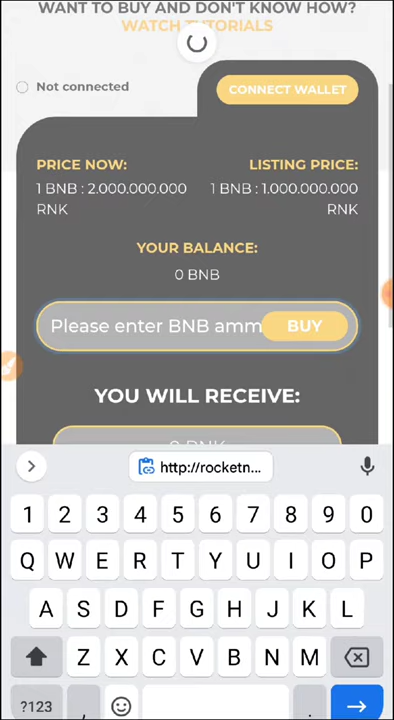 WANT TO BUY AND DON'T KNOW HOW?
WATCH TUTORIALS
Not connected
CONNECT WALLET
PRICE NOW:
1 BNB : 2.000.000.000
RNK
LISTING PRICE:
1 BNB : 1.000.000.000
RNK
YOUR BALANCE:
0 BNB
Please enter BNB amm
BUY
YOU WILL RECEIVE:
0 RNK
http://rocketn...
1 2 3 4 5 6 7 8 9 0
Q W E R T Y U I O P
A S D F G H J K L
Z X C V B N M
?123 , .